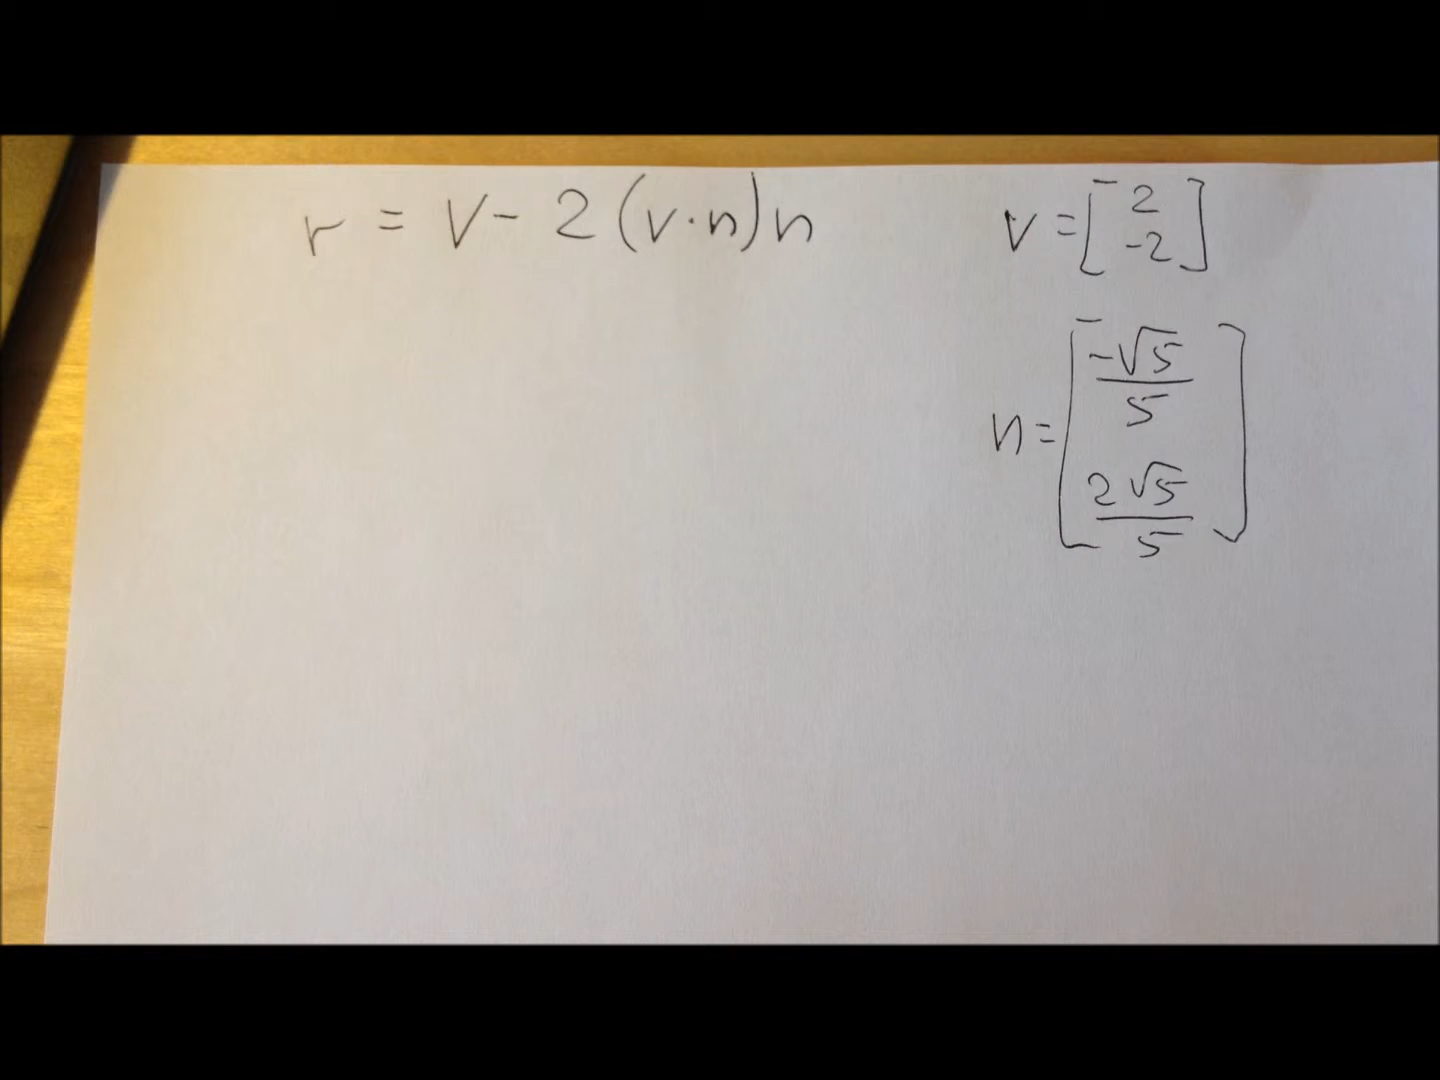 r = v - 2 (v·n)n
v = [ 2
-2 ]
n = [ -√5
5
2√5
5 ]